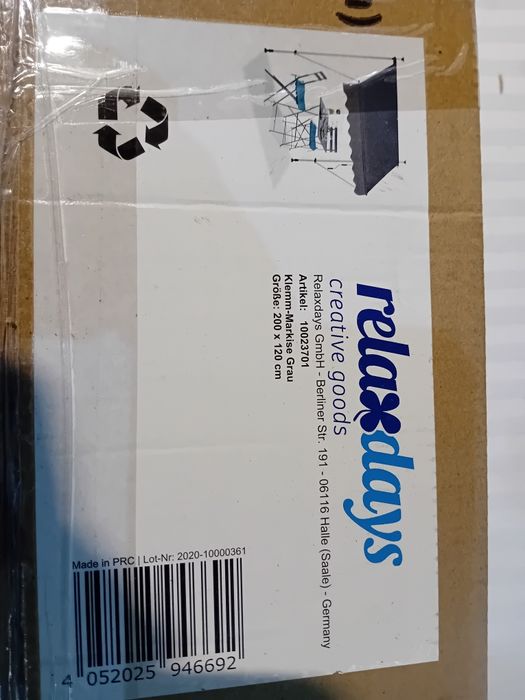 relaxdays
creative goods
Relaxdays GmbH - Berliner Str. 191 - 06116 Halle (Saale) - Germany
Artikel: 10023701
Klemm-Markise Grau
Größe: 200 x 120 cm
Made in PRC | Lot-Nr: 2020-10000361
4 052025 946692